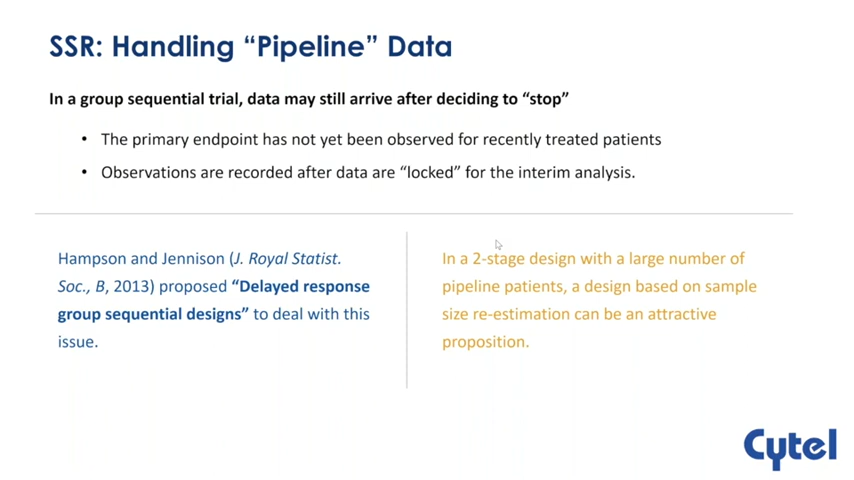 SSR: Handling “Pipeline” Data
In a group sequential trial, data may still arrive after deciding to “stop”
• The primary endpoint has not yet been observed for recently treated patients
• Observations are recorded after data are “locked” for the interim analysis.
Hampson and Jennison (J. Royal Statist.
Soc., B, 2013) proposed “Delayed response
group sequential designs” to deal with this
issue.
In a 2-stage design with a large number of
pipeline patients, a design based on sample
size re-estimation can be an attractive
proposition.
Cytel